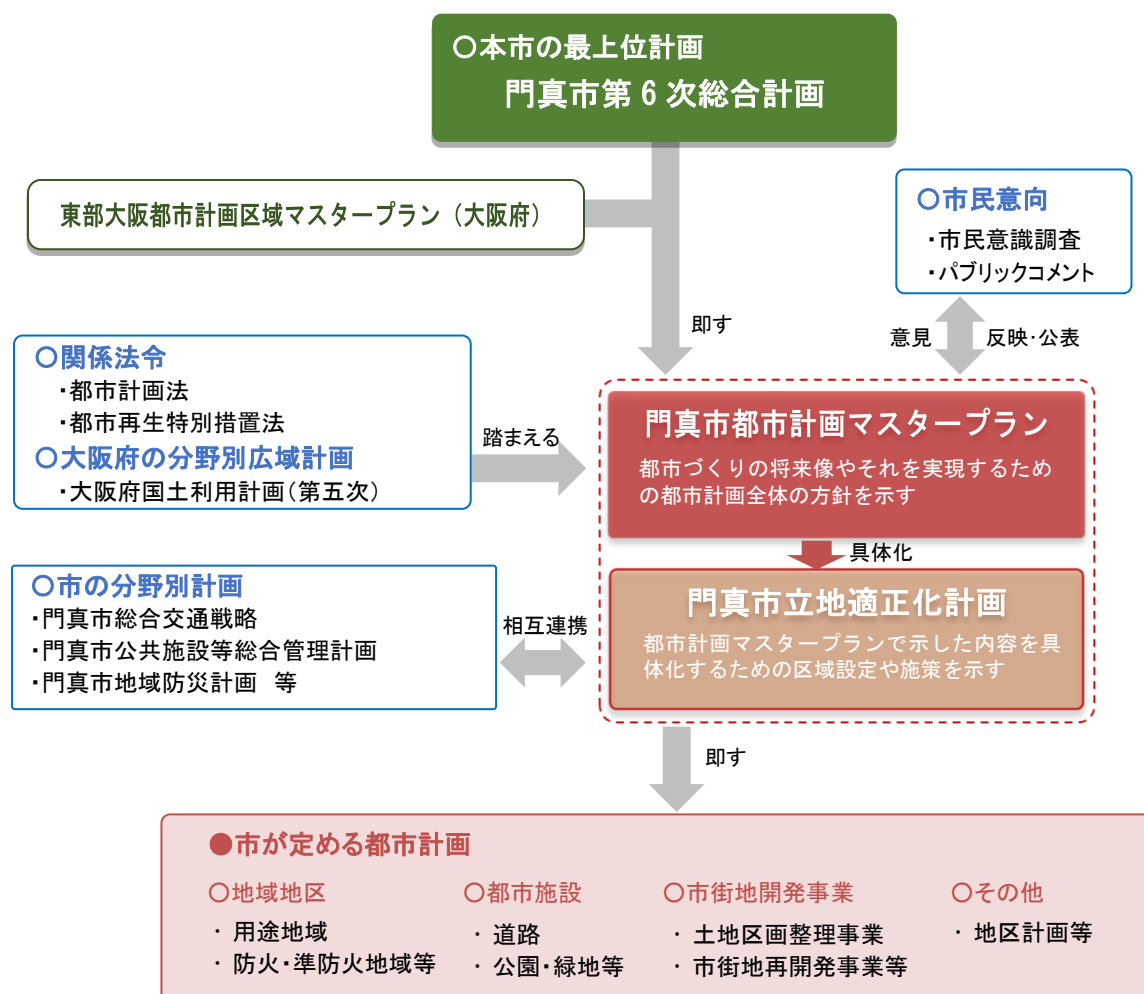 ○本市の最上位計画
門真市第６次総合計画
東部大阪都市計画区域マスタープラン（大阪府）
○市民意向
・市民意識調査
・パブリックコメント
即す
意見
反映・公表
○関係法令
・都市計画法
・都市再生特別措置法
○大阪府の分野別広域計画
・大阪府国土利用計画（第五次）
踏まえる
門真市都市計画マスタープラン
都市づくりの将来像やそれを実現するため
の都市計画全体の方針を示す
具体化
○市の分野別計画
・門真市総合交通戦略
・門真市公共施設等総合管理計画
・門真市地域防災計画　等
相互連携
門真市立地適正化計画
都市計画マスタープランで示した内容を具
体化するための区域設定や施策を示す
即す
●市が定める都市計画
○地域地区
・ 用途地域
・ 防火・準防火地域等
○都市施設
・ 道路
・ 公園・緑地等
○市街地開発事業
・ 土地区画整理事業
・ 市街地再開発事業等
○その他
・ 地区計画等